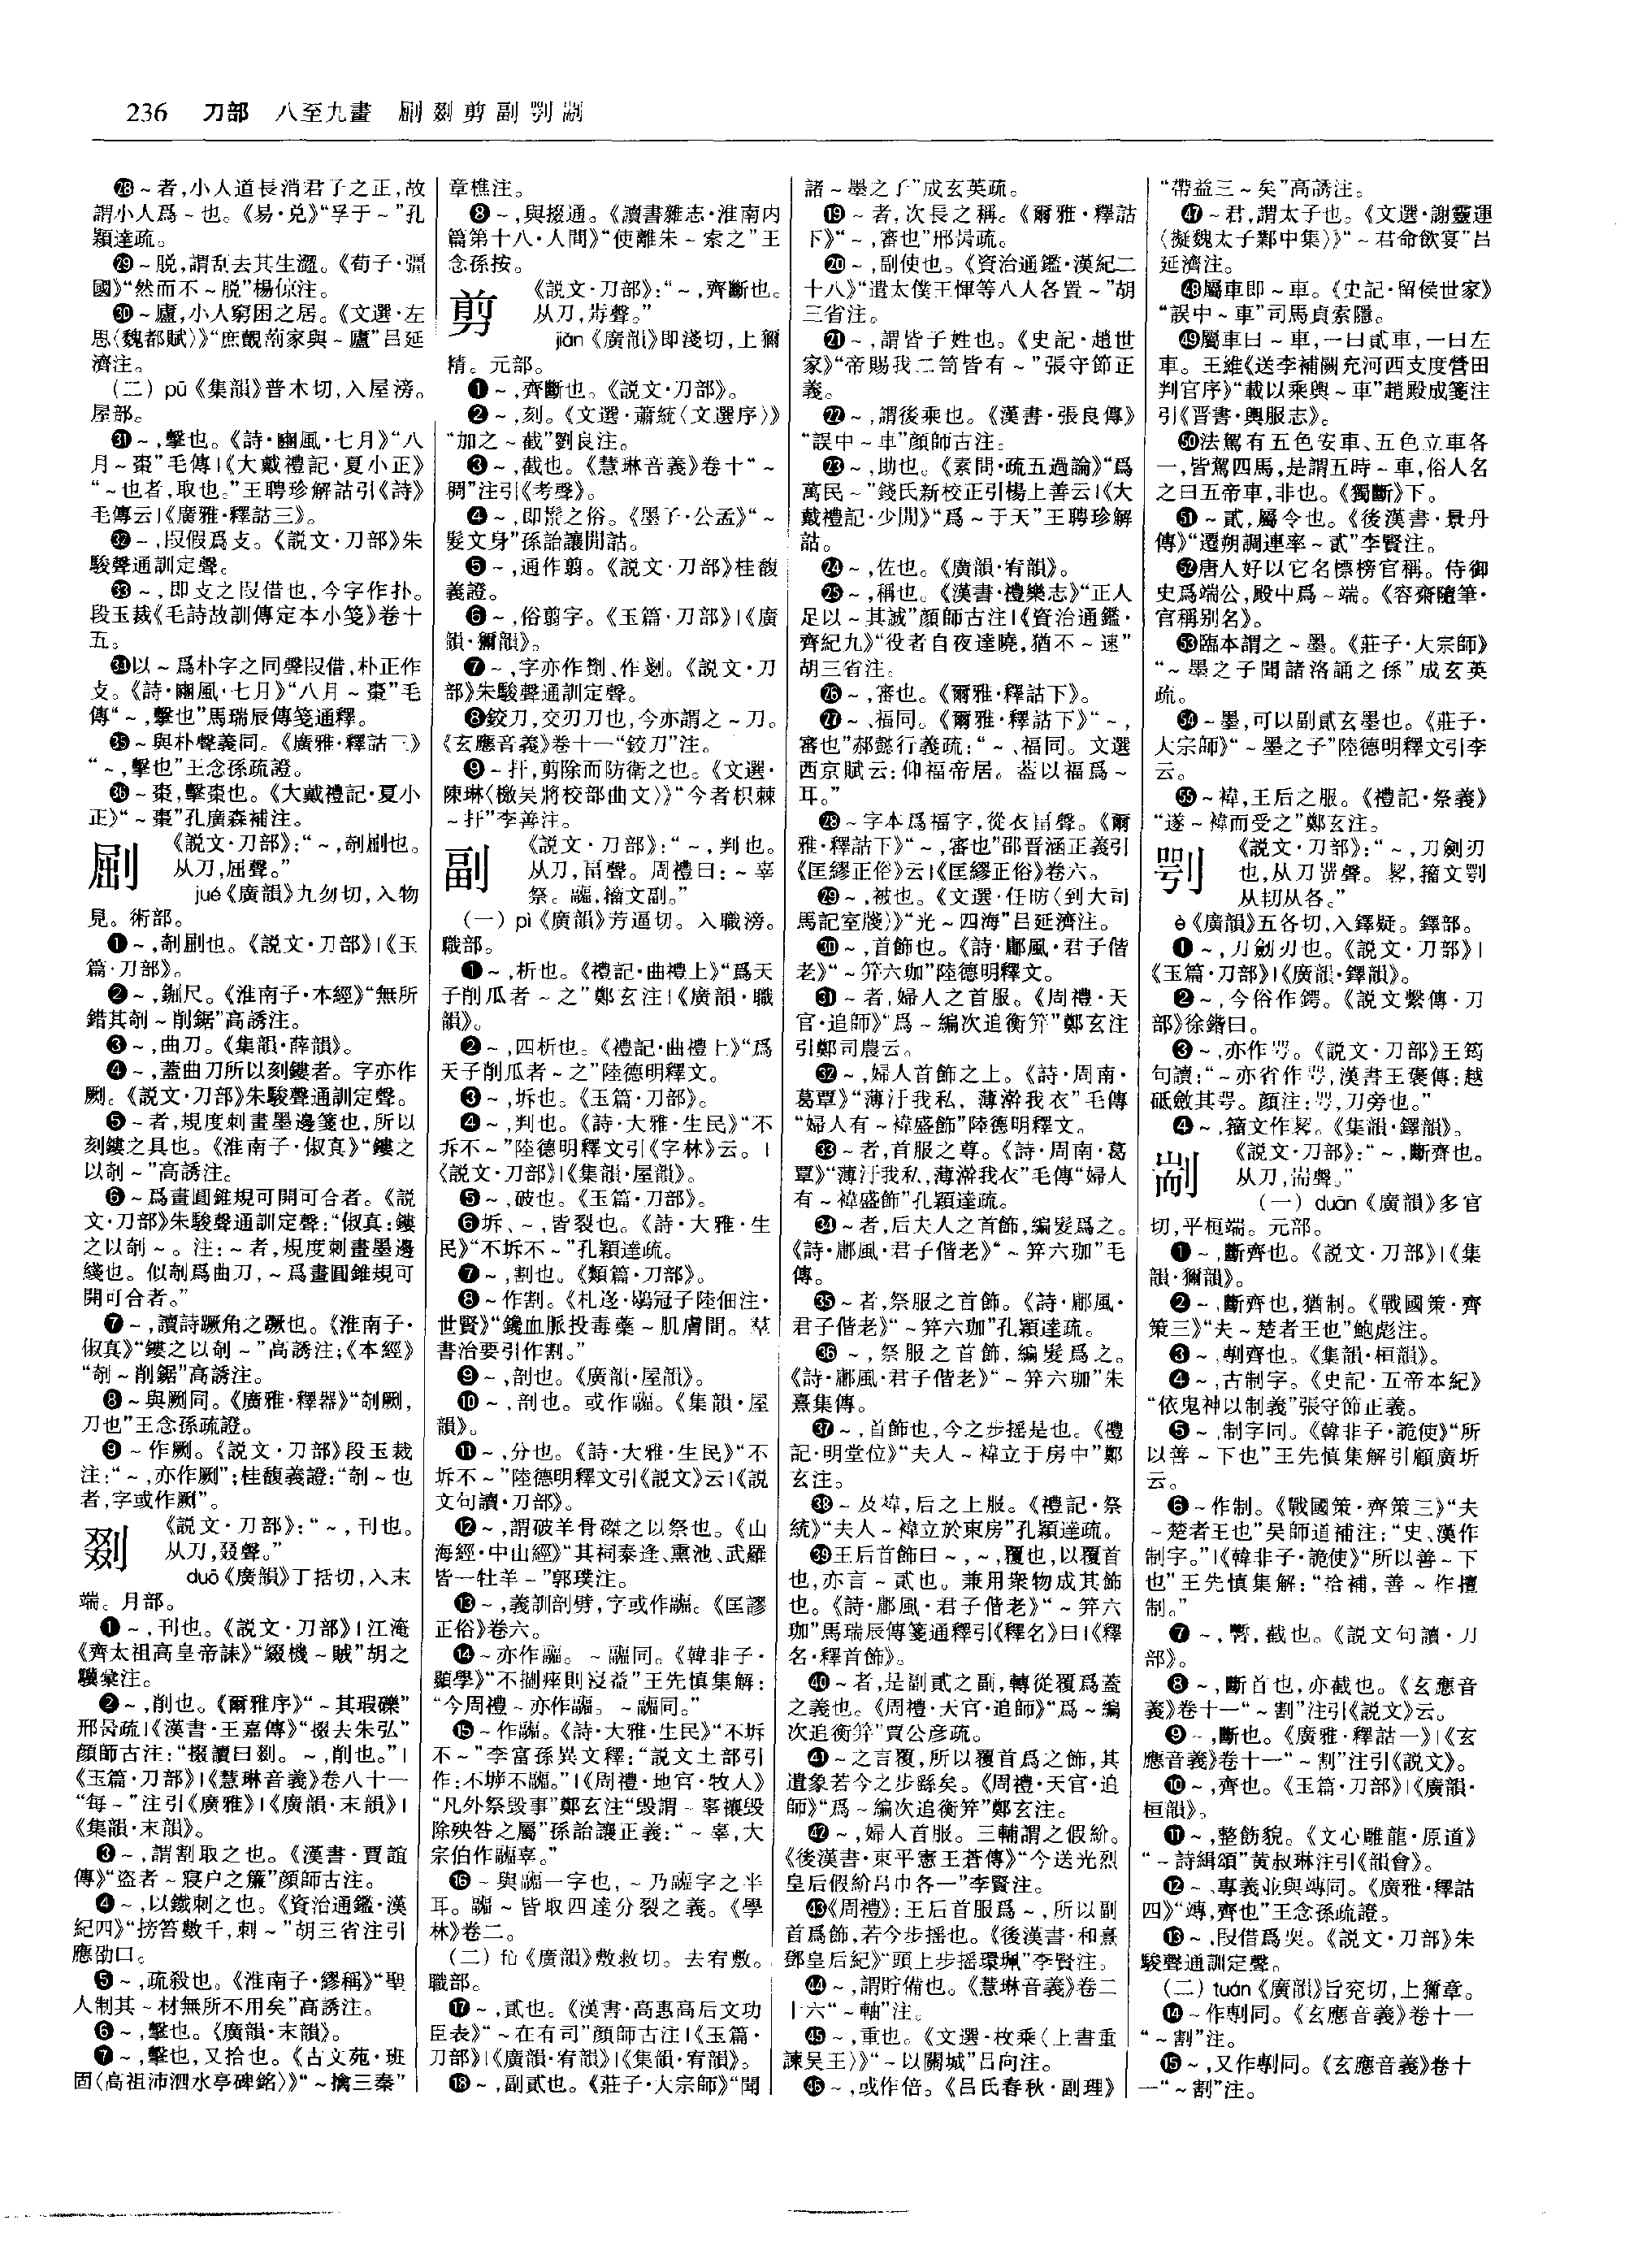 236 刀部 八至九畫 剧 剟 剪 副 剫 剬
㉘～者,小人道長消君子之正,故
謂小人爲～也。《易·兑》“孚于～”孔
穎達疏。
㉙～脱,謂刮去其生澀。《荀子·彊
國》“然而不～脱”楊倞注。
㉚～廬,小人窮困之居。《文選·左
思〈魏都賦〉》“庶覿蔀家與～廬”吕延
濟注。
(二) pū《集韻》普木切,入屋滂。
屋部。
㉛～,擊也。《詩·豳風·七月》“八
月～棗”毛傳|《大戴禮記·夏小正》
“～也者,取也。”王聘珍解詁引《詩》
毛傳云|《廣雅·釋詁三》。
㉜～,叚假爲攴。《説文·刀部》朱
駿聲通訓定聲。
㉝～,即攴之叚借也,今字作扑。
段玉裁《毛詩故訓傳定本小箋》卷十
五。
㉞以～爲朴字之同聲叚借,朴正作
攴。《詩·豳風·七月》“八月～棗”毛
傳“～,擊也”馬瑞辰傳箋通釋。
㉟～與朴聲義同。《廣雅·釋詁三》
“～,擊也”王念孫疏證。
㊱～棗,擊棗也。《大戴禮記·夏小
正》“～棗”孔廣森補注。
㔘
《説文·刀部》:“～,剞㔘也。
从刀,屈聲。”
jué《廣韻》九勿切,入物
見。術部。
❶～,剞㔘也。《説文·刀部》|《玉
篇·刀部》。
❷～,鋸尺。《淮南子·本經》“無所
錯其剞～削鋸”高誘注。
❸～,曲刀。《集韻·薛韻》。
❹～,蓋曲刀所以刻鏤者。字亦作
劂。《説文·刀部》朱駿聲通訓定聲。
❺～者,規度刺畫墨邊箋也,所以
刻鏤之具也。《淮南子·俶真》“鏤之
以剞～”高誘注。
❻～爲畫圓錐規可開可合者。《説
文·刀部》朱駿聲通訓定聲:“俶真:鏤
之以剞～。注:～者,規度刺畫墨邊
綫也。似剞爲曲刀,～爲畫圓錐規可
開可合者。”
❼～,讀詩蹶角之蹶也。《淮南子·
俶真》“鏤之以剞～”高誘注;《本經》
“剞～削鋸”高誘注。
❽～與劂同。《廣雅·釋器》“剞劂,
刀也”王念孫疏證。
❾～作劂。《説文·刀部》段玉裁
注:“～,亦作劂”;桂馥義證:“剞～也
者,字或作劂”。
剟
《説文·刀部》:“～,刊也。
从刀,叕聲。”
duō《廣韻》丁括切,入末
端。月部。
❶～,刊也。《説文·刀部》|江淹
《齊太祖高皇帝誄》“綴機～賊”胡之
驥彙注。
❷～,削也。《爾雅序》“～其瑕礫”
邢昺疏|《漢書·王嘉傳》“掇去朱弘”
顔師古注:“掇讀曰剟。～,削也。”|
《玉篇·刀部》|《慧琳音義》卷八十一
“每～”注引《廣雅》|《廣韻·末韻》|
《集韻·末韻》。
❸～,謂割取之也。《漢書·賈誼
傳》“盗者～寢户之簾”顔師古注。
❹～,以鐵刺之也。《資治通鑑·漢
紀四》“搒笞數千,刺～”胡三省注引
應劭曰。
❺～,疏殺也。《淮南子·繆稱》“聖
人制其～材無所不用矣”高誘注。
❻～,擊也。《廣韻·末韻》。
❼～,擊也,又拾也。《古文苑·班
固〈高祖沛泗水亭碑銘〉》“～擒三秦”
章樵注。
❽～,與掇通。《讀書雜志·淮南内
篇第十八·人間》“使離朱～索之”王
念孫按。
剪
《説文·刀部》:“～,齊斷也。
从刀,歬聲。”
jiǎn《廣韻》即淺切,上獮
精。元部。
❶～,齊斷也。《説文·刀部》。
❷～,刻。《文選·蕭統〈文選序〉》
“加之～截”劉良注。
❸～,截也。《慧琳音義》卷十“～
稠”注引《考聲》。
❹～,即鬋之俗。《墨子·公孟》“～
髮文身”孫詒讓閒詁。
❺～,通作翦。《説文·刀部》桂馥
義證。
❻～,俗翦字。《玉篇·刀部》|《廣
韻·獮韻》。
❼～,字亦作劗、作剗。《説文·刀
部》朱駿聲通訓定聲。
❽鉸刀,交刃刀也,今亦謂之～刀。
《玄應音義》卷十一“鉸刀”注。
❾～扞,剪除而防衛之也。《文選·
陳琳〈檄吴將校部曲文〉》“今者枳棘
～扞”李善注。
副
《説文·刀部》:“～,判也。
从刀,畐聲。周禮曰:～辜
祭。疈,籀文副。”
(一) pì《廣韻》芳逼切。入職滂。
職部。
❶～,析也。《禮記·曲禮上》“爲天
子削瓜者～之”鄭玄注|《廣韻·職
韻》。
❷～,四析也。《禮記·曲禮上》“爲
天子削瓜者～之”陸德明釋文。
❸～,坼也。《玉篇·刀部》。
❹～,判也。《詩·大雅·生民》“不
坼不～”陸德明釋文引《字林》云。|
《説文·刀部》|《集韻·屋韻》。
❺～,破也。《玉篇·刀部》。
❻坼、～,皆裂也。《詩·大雅·生
民》“不坼不～”孔穎達疏。
❼～,割也。《類篇·刀部》。
❽～作割。《札迻·鶡冠子陸佃注·
世賢》“鑱血脈投毒藥～肌膚間。羣
書治要引作割。”
❾～,剖也。《廣韻·屋韻》。
❿～,剖也。或作疈。《集韻·屋
韻》。
⓫～,分也。《詩·大雅·生民》“不
坼不～”陸德明釋文引《説文》云|《説
文句讀·刀部》。
⓬～,謂破羊骨磔之以祭也。《山
海經·中山經》“其祠泰逢、熏池、武羅
皆一牡羊～”郭璞注。
⓭～,義訓剖劈,字或作疈。《匡謬
正俗》卷六。
⓮～亦作疈。～疈同。《韓非子·
顯學》“不㨽痤則寖益”王先慎集解:
“今周禮～亦作疈。～疈同。”
⓯～作疈。《詩·大雅·生民》“不坼
不～”李富孫異文釋:“説文土部引
作:不㙤不疈。”|《周禮·地官·牧人》
“凡外祭毁事”鄭玄注“毁謂～辜禳毁
除殃咎之屬”孫詒讓正義:“～辜,大
宗伯作疈辜。”
⓰～與疈一字也,～乃疈字之半
耳。疈～皆取四達分裂之義。《學
林》卷二。
(二) fù《廣韻》敷救切。去宥敷。
職部。
⓱～,貳也。《漢書·高惠高后文功
臣表》“～在有司”顔師古注|《玉篇·
刀部》|《廣韻·宥韻》|《集韻·宥韻》。
⓲～,副貳也。《莊子·大宗師》“聞
諸～墨之子”成玄英疏。
⓳～者,次長之稱。《爾雅·釋詁
下》“～,審也”邢昺疏。
⓴～,副使也。《資治通鑑·漢紀二
十八》“遣太僕王惲等八人各置～”胡
三省注。
㉑～,謂皆子姓也。《史記·趙世
家》“帝賜我二笥皆有～”張守節正
義。
㉒～,謂後乘也。《漢書·張良傳》
“誤中～車”顔師古注。
㉓～,助也。《素問·疏五過論》“爲
萬民～”錢氏新校正引楊上善云|《大
戴禮記·少閒》“爲～于天”王聘珍解
詁。
㉔～,佐也。《廣韻·宥韻》。
㉕～,稱也。《漢書·禮樂志》“正人
足以～其誠”顔師古注|《資治通鑑·
齊紀九》“役者自夜達曉,猶不～速”
胡三省注。
㉖～,審也。《爾雅·釋詁下》。
㉗～、福同。《爾雅·釋詁下》“～,
審也”郝懿行義疏:“～、福同。文選
西京賦云:仰福帝居。蓋以福爲～
耳。”
㉘～字本爲福字,從衣畐聲。《爾
雅·釋詁下》“～,審也”邵晋涵正義引
《匡繆正俗》云|《匡繆正俗》卷六。
㉙～,被也。《文選·任昉〈到大司
馬記室牋〉》“光～四海”吕延濟注。
㉚～,首飾也。《詩·鄘風·君子偕
老》“～笄六珈”陸德明釋文。
㉛～者,婦人之首服。《周禮·天
官·追師》“爲～編次追衡笄”鄭玄注
引鄭司農云。
㉜～,婦人首飾之上。《詩·周南·
葛覃》“薄汙我私,薄澣我衣”毛傳
“婦人有～褘盛飾”陸德明釋文。
㉝～者,首服之尊。《詩·周南·葛
覃》“薄汙我私,薄澣我衣”毛傳“婦人
有～褘盛飾”孔穎達疏。
㉞～者,后夫人之首飾,編髮爲之。
《詩·鄘風·君子偕老》“～笄六珈”毛
傳。
㉟～者,祭服之首飾。《詩·鄘風·
君子偕老》“～笄六珈”孔穎達疏。
㊱～,祭服之首飾,編髮爲之。
《詩·鄘風·君子偕老》“～笄六珈”朱
熹集傳。
㊲～,首飾也,今之步摇是也。《禮
記·明堂位》“夫人～褘立于房中”鄭
玄注。
㊳～及褘,后之上服。《禮記·祭
統》“夫人～褘立於東房”孔穎達疏。
㊴王后首飾曰～,～,覆也,以覆首
也,亦言～貳也。兼用衆物成其飾
也。《詩·鄘風·君子偕老》“～笄六
珈”馬瑞辰傳箋通釋引《釋名》曰|《釋
名·釋首飾》。
㊵～者,是副貳之副,轉從覆爲蓋
之義也。《周禮·天官·追師》“爲～編
次追衡笄”賈公彦疏。
㊶～之言覆,所以覆首爲之飾,其
遺象若今之步繇矣。《周禮·天官·追
師》“爲～編次追衡笄”鄭玄注。
㊷～,婦人首服。三輔謂之假紒。
《後漢書·東平憲王蒼傳》“今送光烈
皇后假紒帛巾各一”李賢注。
㊸《周禮》:王后首服爲～,所以副
首爲飾,若今步摇也。《後漢書·和熹
鄧皇后紀》“頭上步摇環珮”李賢注。
㊹～,謂貯備也。《慧琳音義》卷二
十六“～軸”注。
㊺～,重也。《文選·枚乘〈上書重
諫吴王〉》“～以關城”吕向注。
㊻～,或作倍。《吕氏春秋·副理》
“帶益三～矣”高誘注。
㊼～君,謂太子也。《文選·謝靈運
〈擬魏太子鄴中集〉》“～君命飲宴”吕
延濟注。
㊽屬車即～車。《史記·留侯世家》
“誤中～車”司馬貞索隱。
㊾屬車曰～車,一曰貳車,一曰左
車。王維《送李補闕充河西支度營田
判官序》“載以乘輿～車”趙殿成箋注
引《晋書·輿服志》。
㊿法駕有五色安車、五色立車各
一,皆駕四馬,是謂五時～車,俗人名
之曰五帝車,非也。《獨斷》下。
51～貳,屬令也。《後漢書·景丹
傳》“遷朔調連率～貳”李賢注。
52唐人好以它名標榜官稱。侍御
史爲端公,殿中爲～端。《容齋隨筆·
官稱别名》。
53臨本謂之～墨。《莊子·大宗師》
“～墨之子聞諸洛誦之孫”成玄英
疏。
54～墨,可以副貳玄墨也。《莊子·
大宗師》“～墨之子”陸德明釋文引李
云。
55～褘,王后之服。《禮記·祭義》
“遂～褘而受之”鄭玄注。
㓵
《説文·刀部》:“～,刀劍刃
也,从刀㖾聲。㗉,籀文㓵
从㓞从各。”
è《廣韻》五各切,入鐸疑。鐸部。
❶～,刀劍刃也。《説文·刀部》|
《玉篇·刀部》|《廣韻·鐸韻》。
❷～,今俗作鍔。《説文繫傳·刀
部》徐鍇曰。
❸～,亦作咢。《説文·刀部》王筠
句讀:“～亦省作咢,漢書王褒傳:越
砥斂其咢。顔注:咢,刀旁也。”
❹～,籀文作㗉。《集韻·鐸韻》。
剬
《説文·刀部》:“～,斷齊也。
从刀,耑聲。”
(一) duān《廣韻》多官
切,平桓端。元部。
❶～,斷齊也。《説文·刀部》|《集
韻·獮韻》。
❷～,斷齊也,猶制。《戰國策·齊
策三》“夫～楚者王也”鮑彪注。
❸～,剸齊也。《集韻·桓韻》。
❹～,古制字。《史記·五帝本紀》
“依鬼神以制義”張守節正義。
❺～,制字同。《韓非子·詭使》“所
以善～下也”王先慎集解引顧廣圻
云。
❻～作制。《戰國策·齊策三》“夫
～楚者王也”吴師道補注:“史、漢作
制字。”|《韓非子·詭使》“所以善～下
也”王先慎集解:“拾補,善～作擅
制。”
❼～,暫,截也。《説文句讀·刀
部》。
❽～,斷首也,亦截也。《玄應音
義》卷十一“～割”注引《説文》云。
❾～,斷也。《廣雅·釋詁一》|《玄
應音義》卷十一“～割”注引《説文》。
❿～,齊也。《玉篇·刀部》|《廣韻·
桓韻》。
⓫～,整飭貌。《文心雕龍·原道》
“～詩緝頌”黄叔琳注引《韻會》。
⓬～、專義並與竱同。《廣雅·釋詁
四》“竱,齊也”王念孫疏證。
⓭～,叚借爲耎。《説文·刀部》朱
駿聲通訓定聲。
(二) tuán《廣韻》旨兖切,上獮章。
⓮～作剸同。《玄應音義》卷十一
“～割”注。
⓯～,又作剸同。《玄應音義》卷十
一“～割”注。